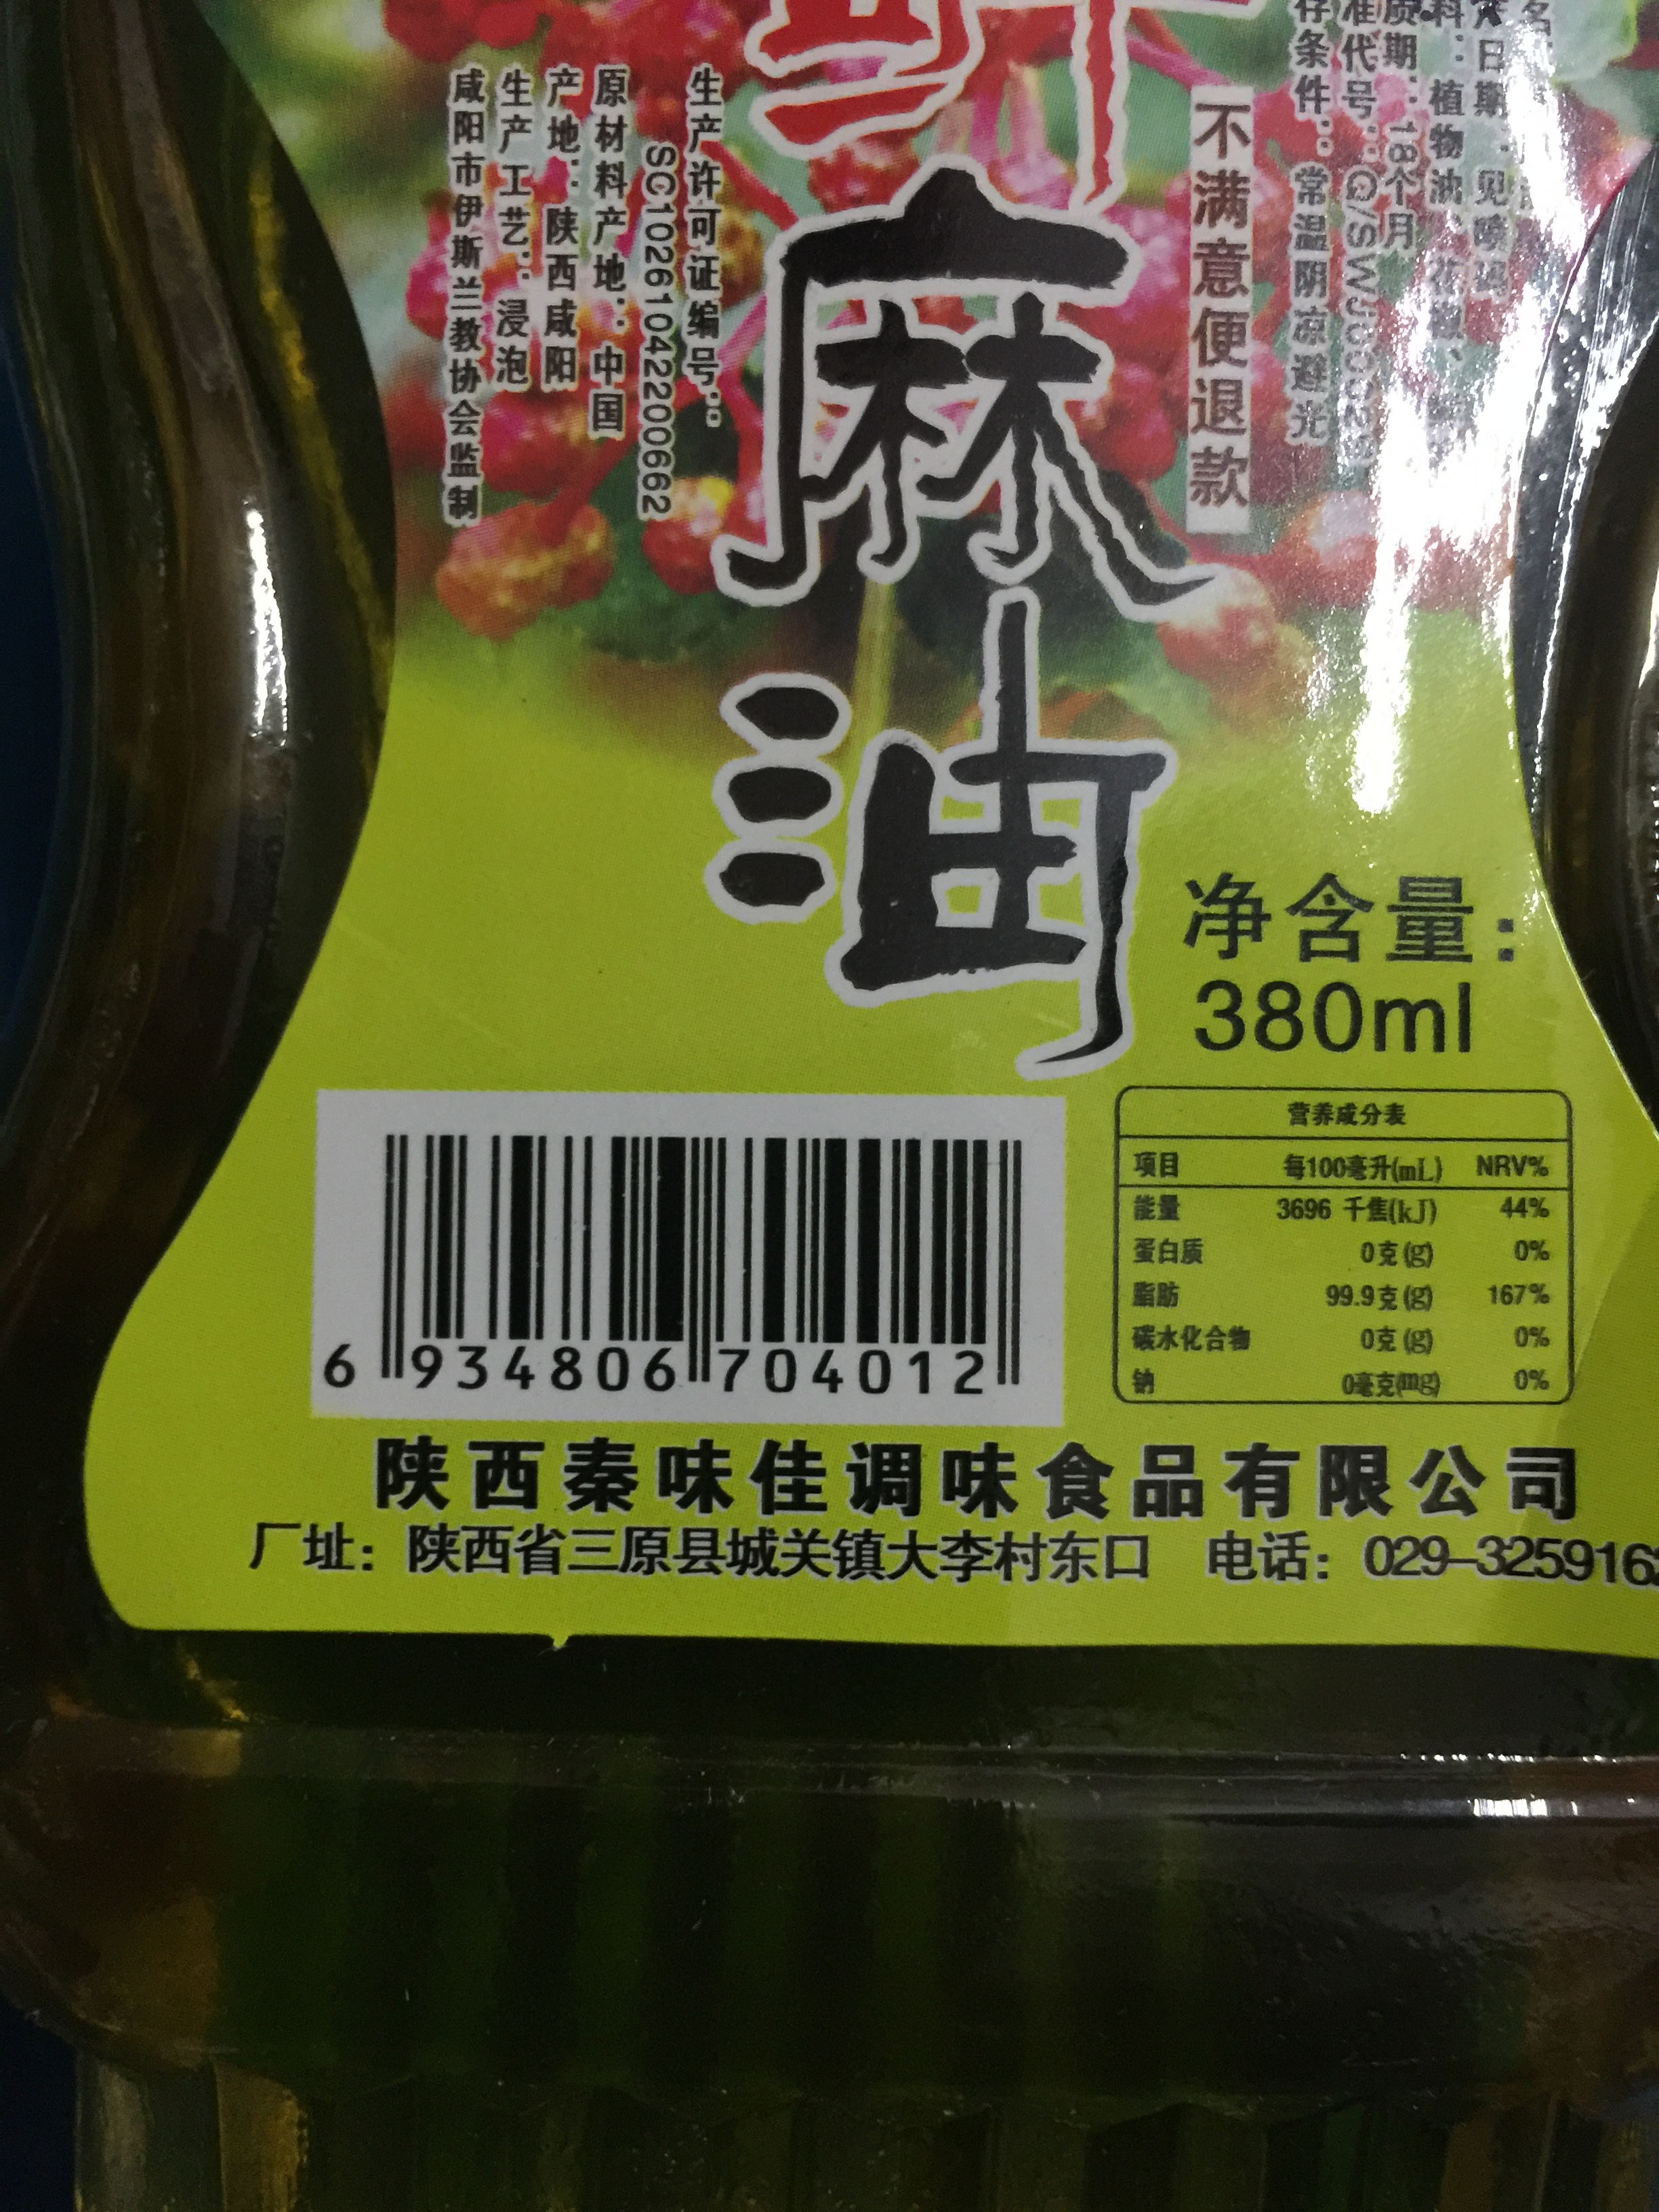 麻油
不满意便退款
日期：见喷码
料：植物油、
质期：18个月
准代号：Q/SWJ
存条件：常温阴凉避光
生产许可证编号：
SC10261042200662
原材料产地：中国
产地：陕西咸阳
生产工艺：浸泡
咸阳市伊斯兰教协会监制
净含量：
380ml
营养成分表
项目 每100毫升(mL) NRV%
能量 3696 千焦(kJ) 44%
蛋白质 0克(g) 0%
脂肪 99.9克(g) 167%
碳水化合物 0克(g) 0%
钠 0毫克(mg) 0%
6 934806 704012
陕西秦味佳调味食品有限公司
厂址：陕西省三原县城关镇大李村东口 电话：029-3259163